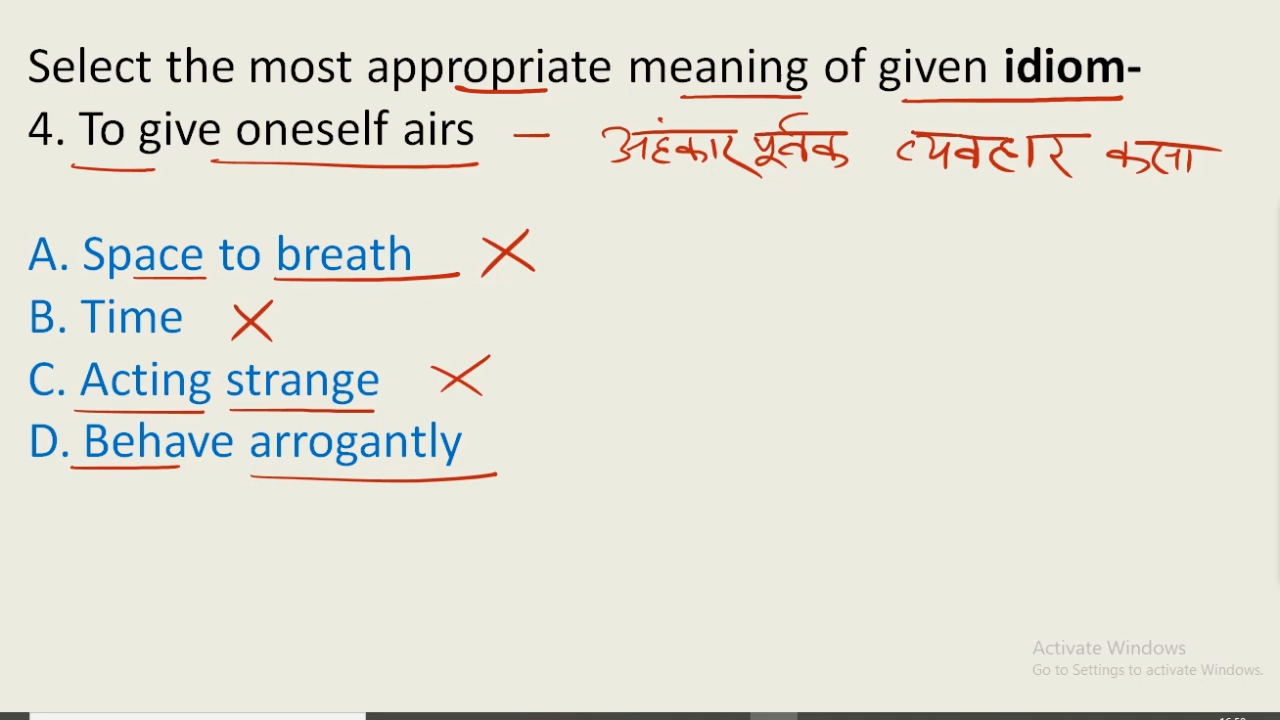 Select the most appropriate meaning of given idiom-
4. To give oneself airs - अहंकार पूर्वक व्यवहार करना
A. Space to breath
B. Time
C. Acting strange
D. Behave arrogantly
Activate Windows
Go to Settings to activate Windows.